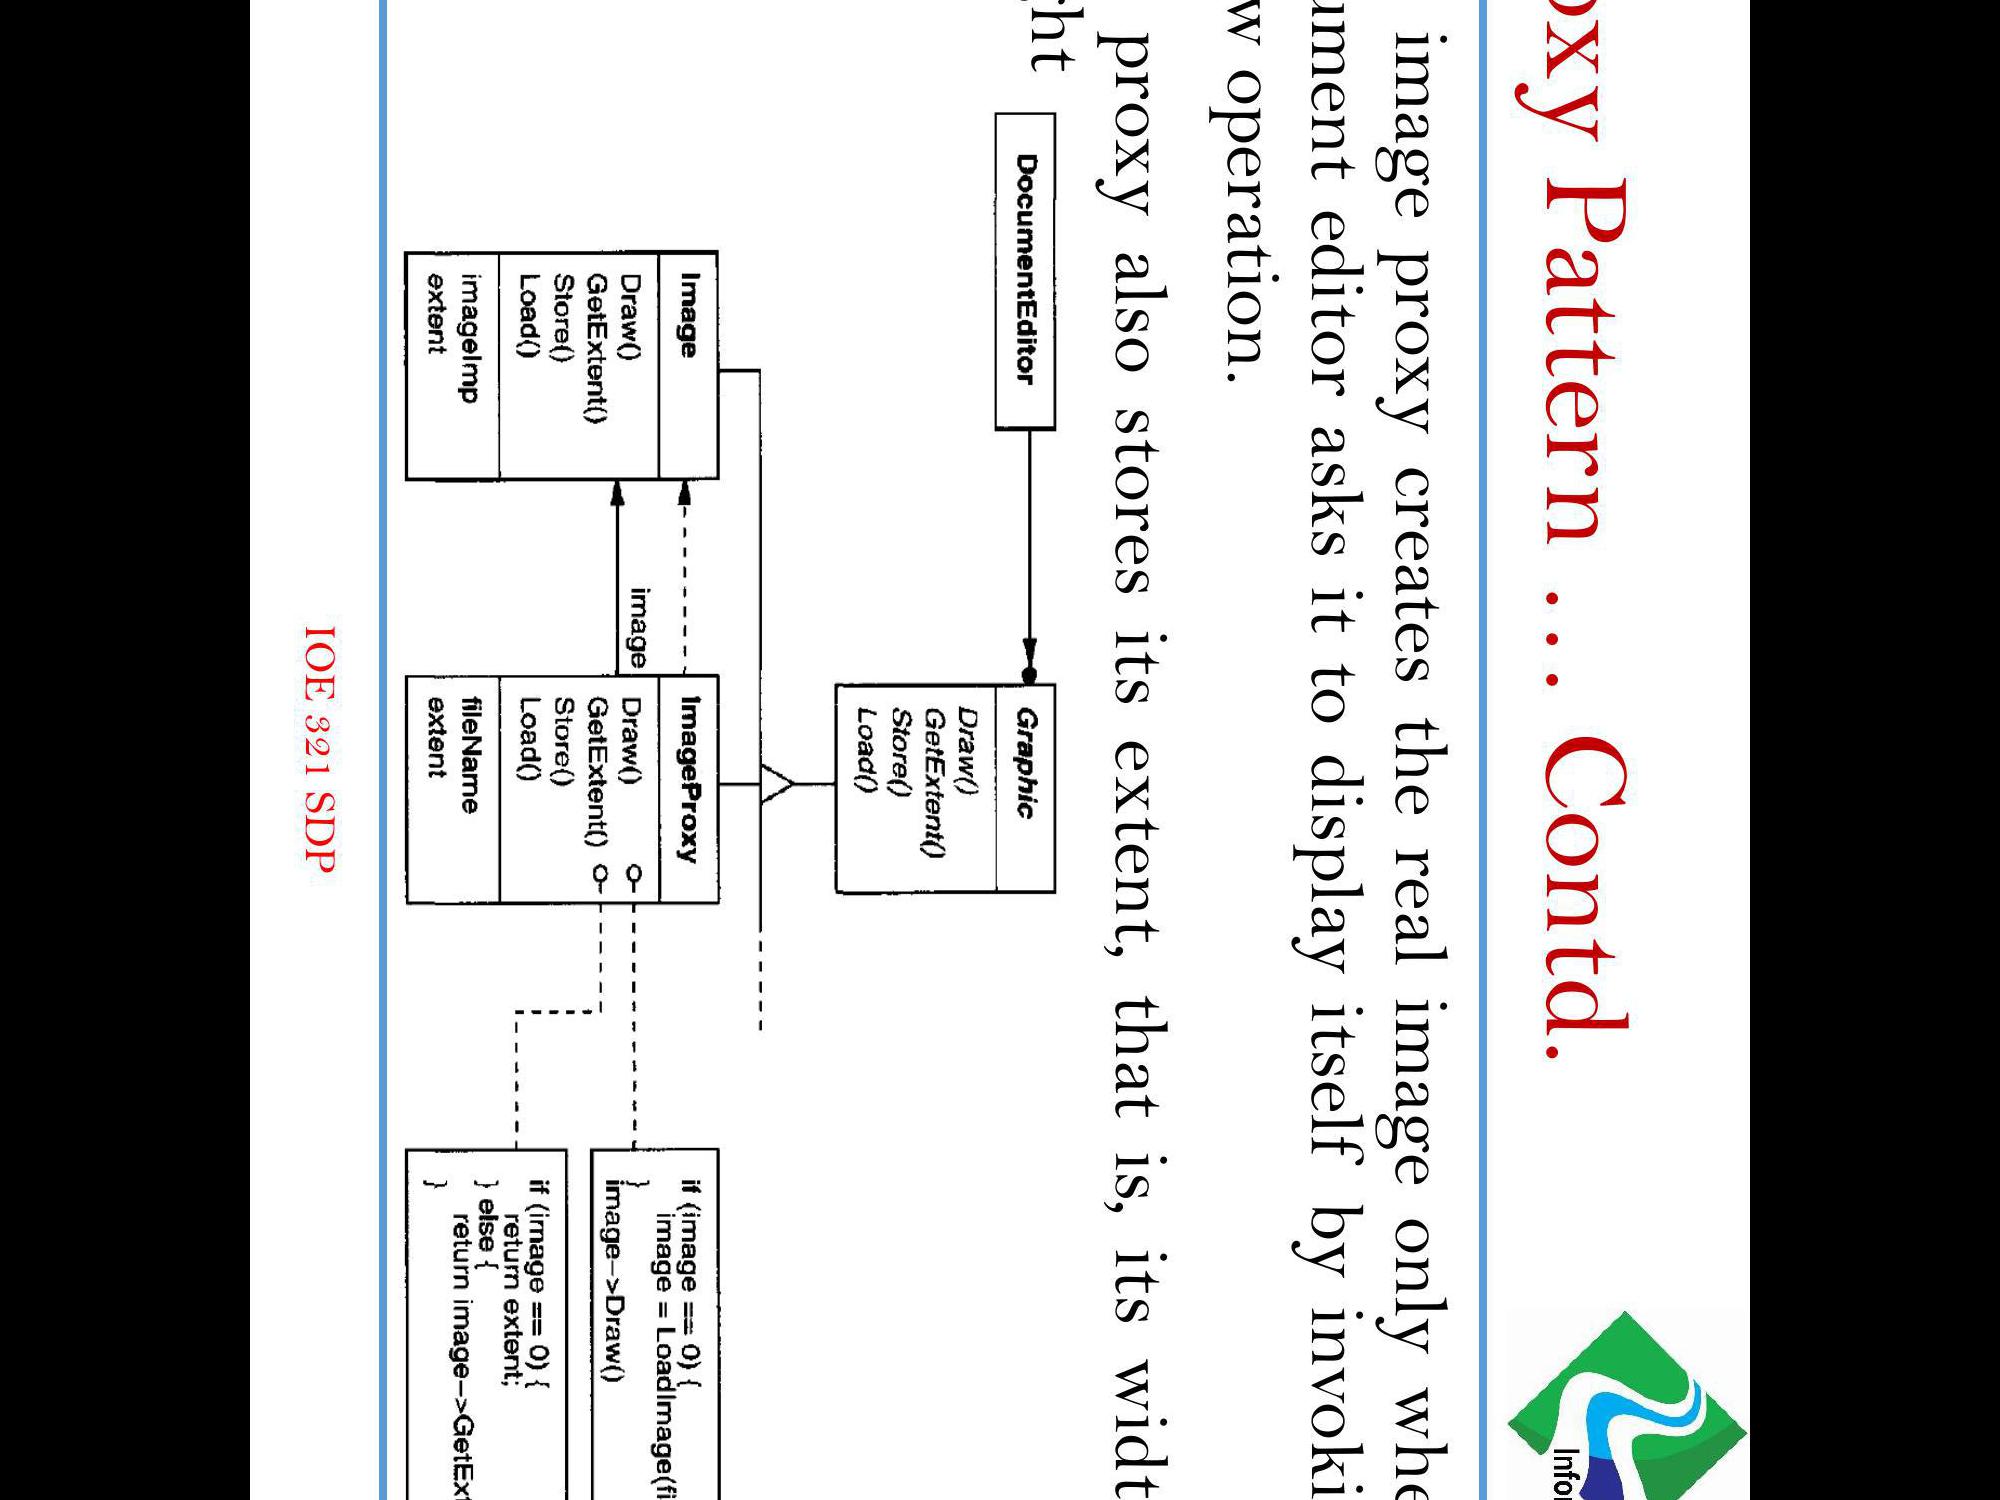 oxy Pattern ... Contd.
image proxy creates the real image only whe
ument editor asks it to display itself by invoki
w operation.
proxy also stores its extent, that is, its widt
ght
DocumentEditor
Graphic
Draw()
GetExtent()
Store()
Load()
Image
Draw()
GetExtent()
Store()
Load()
imageImp
extent
image
ImageProxy
Draw()
GetExtent()
Store()
Load()
fileName
extent
if (image == 0) {
image = LoadImage(fi
}
image->Draw()
if (image == 0) {
return extent;
} else {
return image->GetExt
}
IOE 321 SDP
Infor